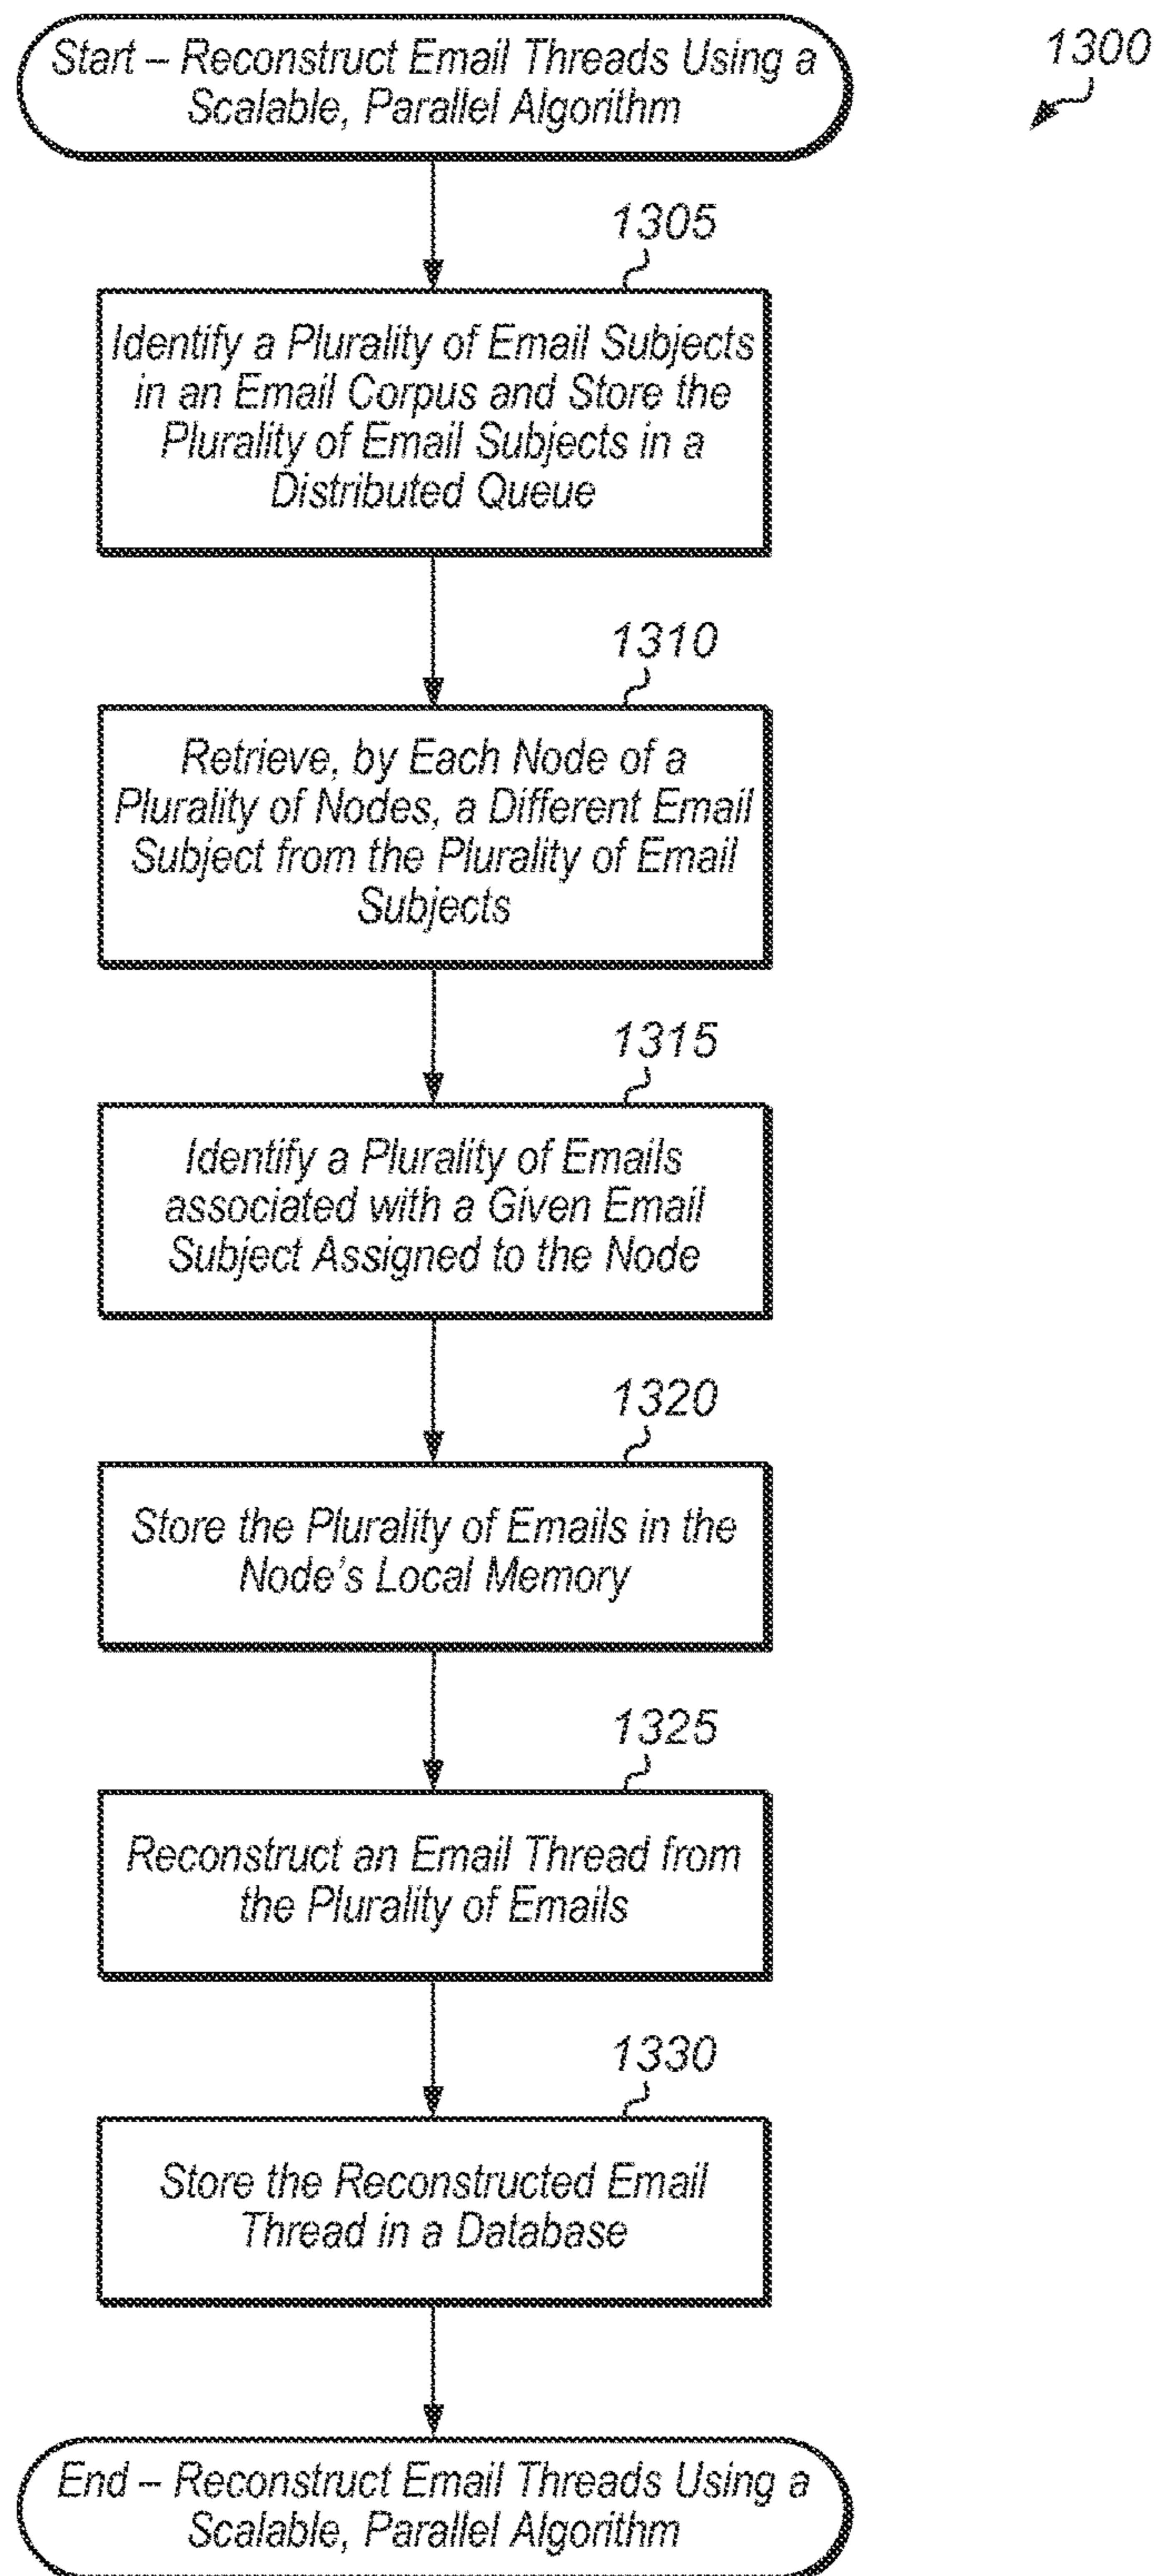 Start – Reconstruct Email Threads Using a
Scalable, Parallel Algorithm
1300
1305
Identify a Plurality of Email Subjects
in an Email Corpus and Store the
Plurality of Email Subjects in a
Distributed Queue
1310
Retrieve, by Each Node of a
Plurality of Nodes, a Different Email
Subject from the Plurality of Email
Subjects
1315
Identify a Plurality of Emails
associated with a Given Email
Subject Assigned to the Node
1320
Store the Plurality of Emails in the
Node's Local Memory
1325
Reconstruct an Email Thread from
the Plurality of Emails
1330
Store the Reconstructed Email
Thread in a Database
End – Reconstruct Email Threads Using a
Scalable, Parallel Algorithm